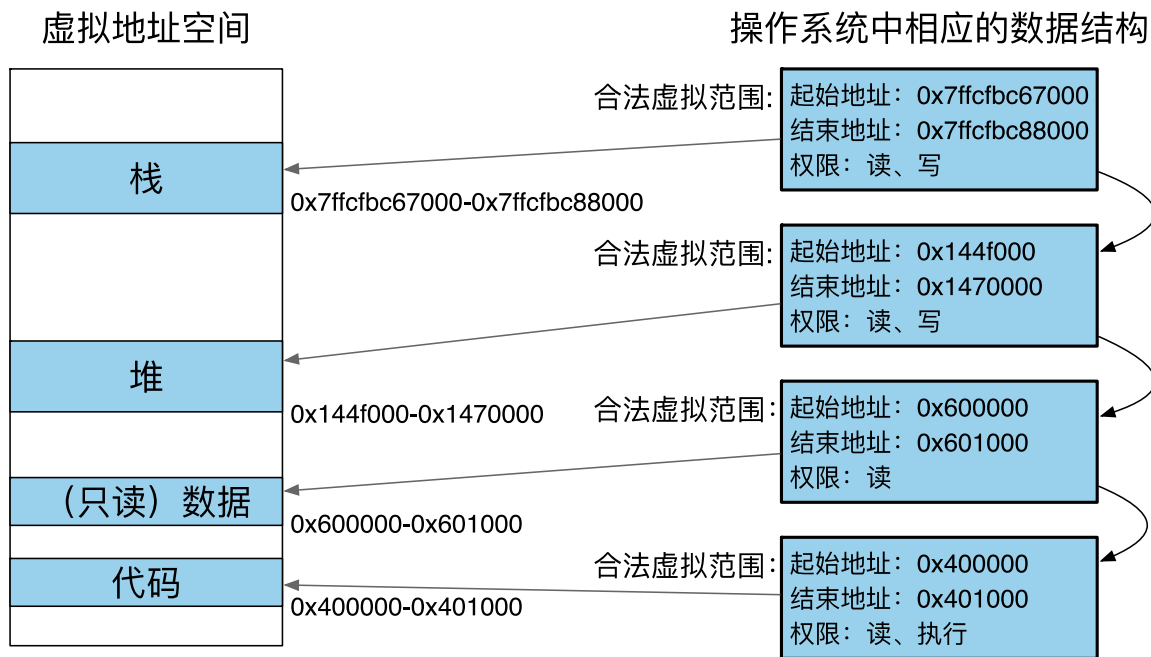 虚拟地址空间
操作系统中相应的数据结构
合法虚拟范围:
起始地址：0x7ffcfbc67000
结束地址：0x7ffcfbc88000
权限：读、写
栈
0x7ffcfbc67000-0x7ffcfbc88000
合法虚拟范围:
起始地址：0x144f000
结束地址：0x1470000
权限：读、写
堆
0x144f000-0x1470000
合法虚拟范围:
起始地址：0x600000
结束地址：0x601000
权限：读
（只读）数据
0x600000-0x601000
合法虚拟范围:
起始地址：0x400000
结束地址：0x401000
权限：读、执行
代码
0x400000-0x401000